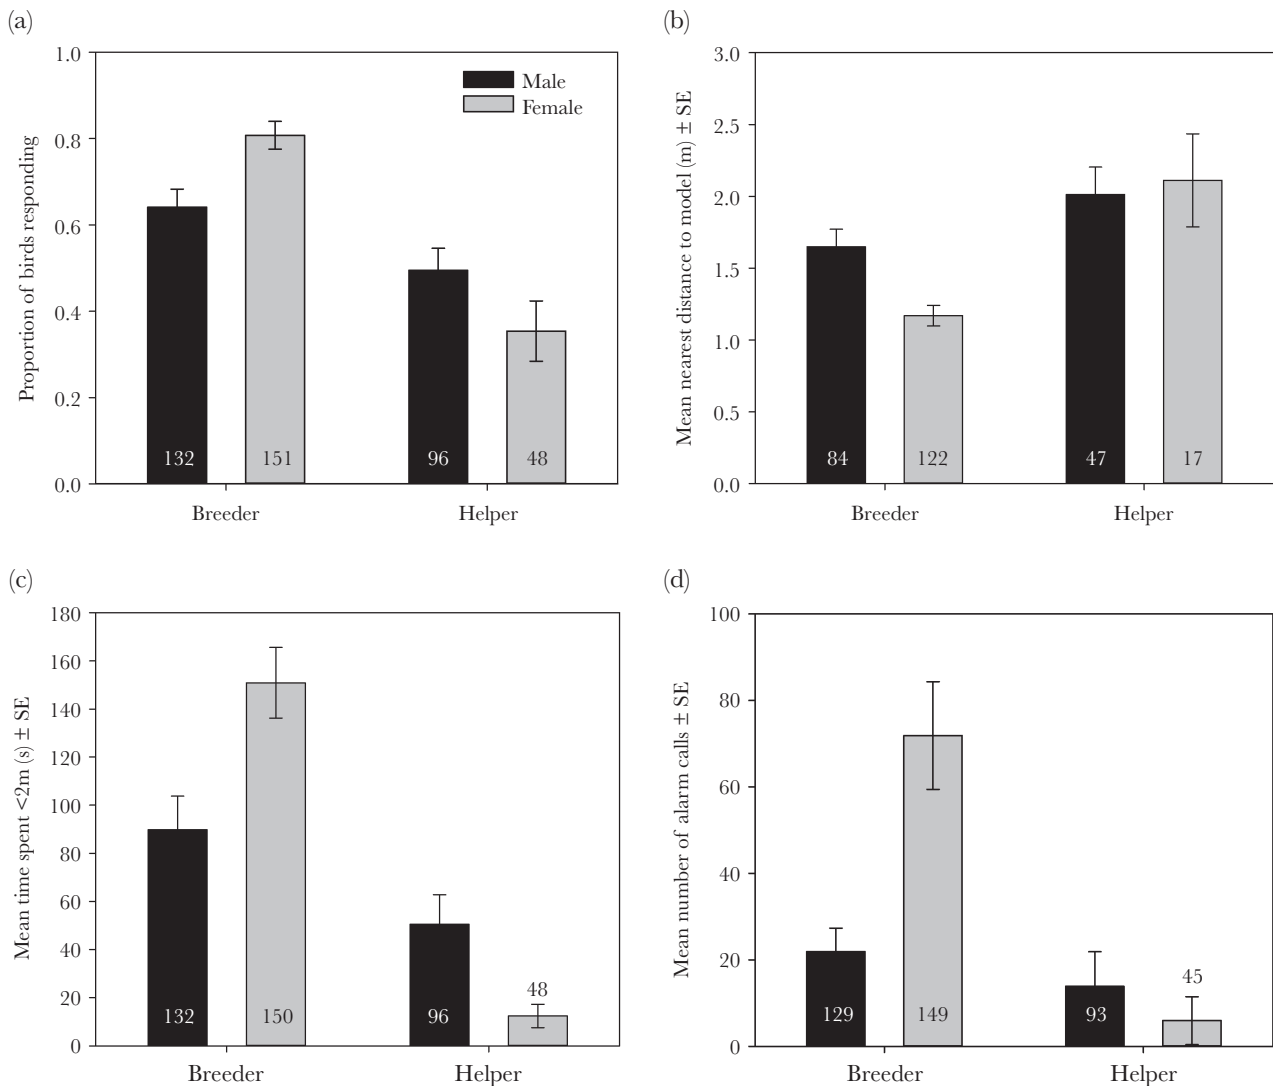 (a)
Proportion of birds responding
1.0
0.8
0.6
0.4
0.2
0.0
Male
Female
132
151
96
48
Breeder
Helper
(b)
Mean nearest distance to model (m) ± SE
3.0
2.5
2.0
1.5
1.0
0.5
0.0
84
122
47
17
Breeder
Helper
(c)
Mean time spent <2m (s) ± SE
180
160
140
120
100
80
60
40
20
0
132
150
96
48
Breeder
Helper
(d)
Mean number of alarm calls ± SE
100
80
60
40
20
0
129
149
93
45
Breeder
Helper